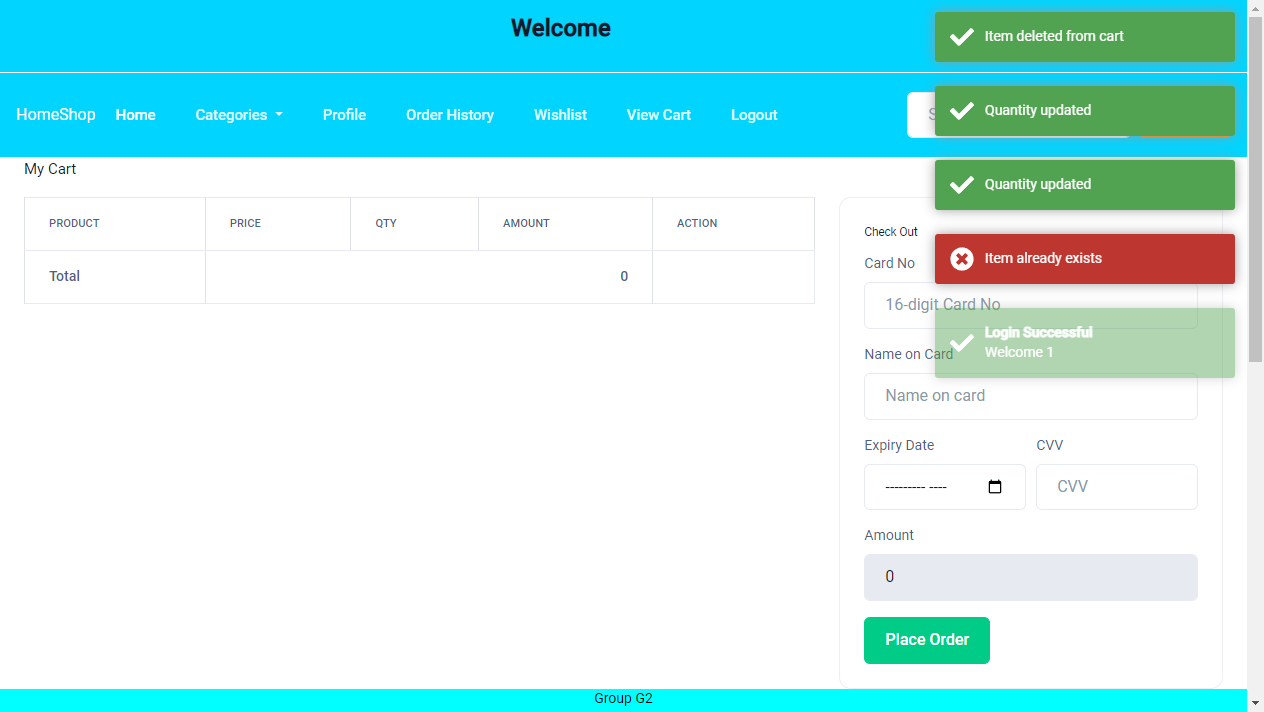 Welcome
Item deleted from cart
HomeShop Home Categories Profile Order History Wishlist View Cart Logout
Quantity updated
My Cart
Quantity updated
PRODUCT PRICE QTY AMOUNT ACTION
Total 0
Check Out
Card No
Item already exists
16-digit Card No
Login Successful
Welcome 1
Name on Card
Name on card
Expiry Date CVV
--------- ---- CVV
Amount
0
Place Order
Group G2